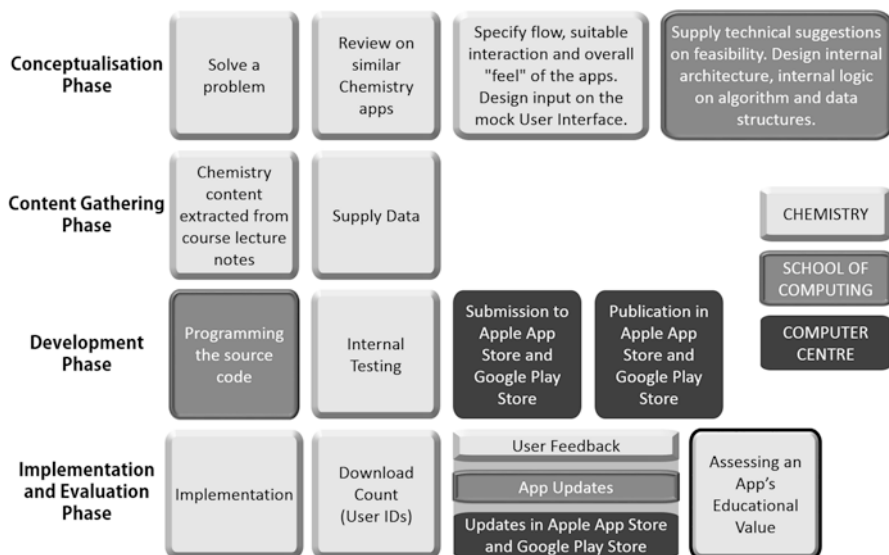 Conceptualisation
Phase
Solve a
problem
Review on
similar
Chemistry
apps
Specify flow, suitable
interaction and overall
"feel" of the apps.
Design input on the
mock User Interface.
Supply technical suggestions
on feasibility. Design internal
architecture, internal logic
on algorithm and data
structures.
Content Gathering
Phase
Chemistry
content
extracted from
course lecture
notes
Supply Data
CHEMISTRY
SCHOOL OF
COMPUTING
COMPUTER
CENTRE
Development
Phase
Programming
the source
code
Internal
Testing
Submission to
Apple App
Store and
Google Play
Store
Publication in
Apple App
Store and
Google Play
Store
Implementation
and Evaluation
Phase
Implementation
Download
Count
(User IDs)
User Feedback
App Updates
Updates in Apple App Store
and Google Play Store
Assessing an
App's
Educational
Value